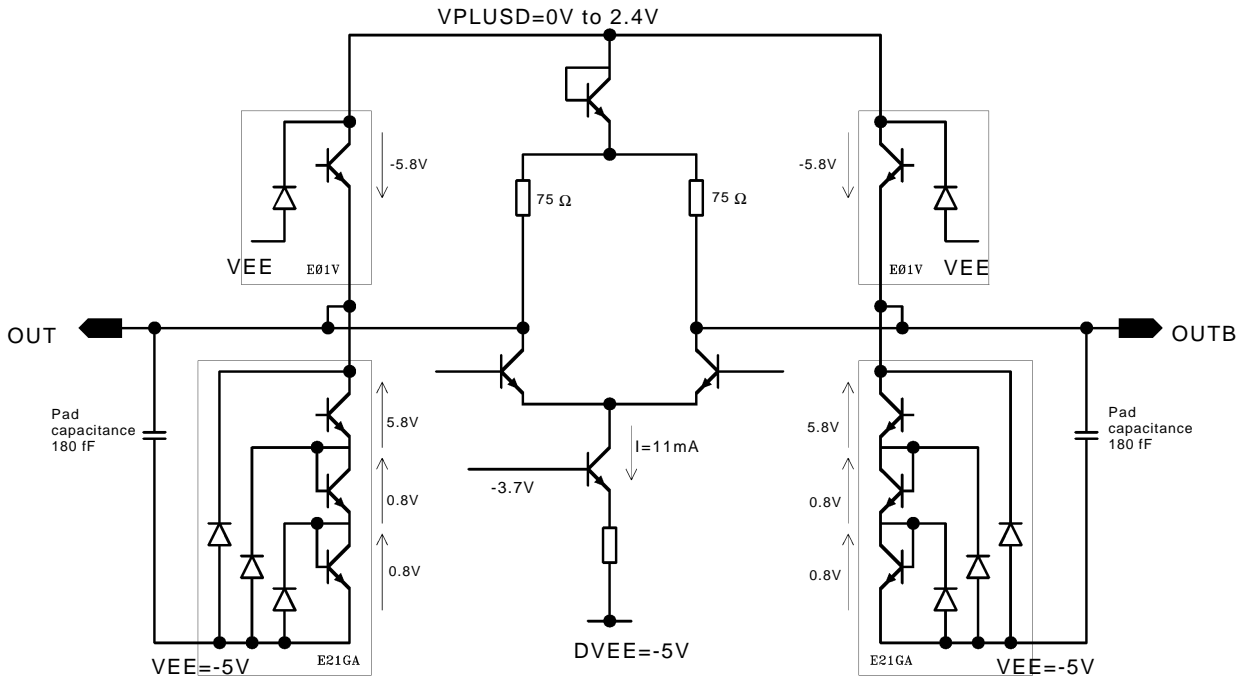 VPLUSD=0V to 2.4V
-5.8V
-5.8V
75 Ω
75 Ω
VEE
E01V
E01V
VEE
OUT
OUTB
Pad
capacitance
180 fF
5.8V
I=11mA
5.8V
Pad
capacitance
180 fF
-3.7V
0.8V
0.8V
0.8V
0.8V
VEE=-5V
E21GA
DVEE=-5V
E21GA
VEE=-5V